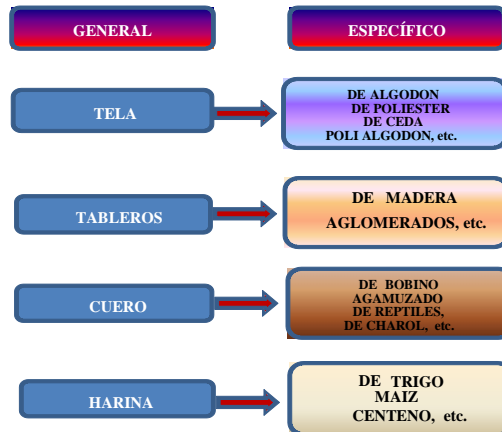 GENERAL
ESPECÍFICO
TELA
DE ALGODON
DE POLIESTER
DE CEDA
POLI ALGODON, etc.
TABLEROS
DE MADERA
AGLOMERADOS, etc.
CUERO
DE BOBINO
AGAMUZADO
DE REPTILES,
DE CHAROL, etc.
HARINA
DE TRIGO
MAIZ
CENTENO, etc.